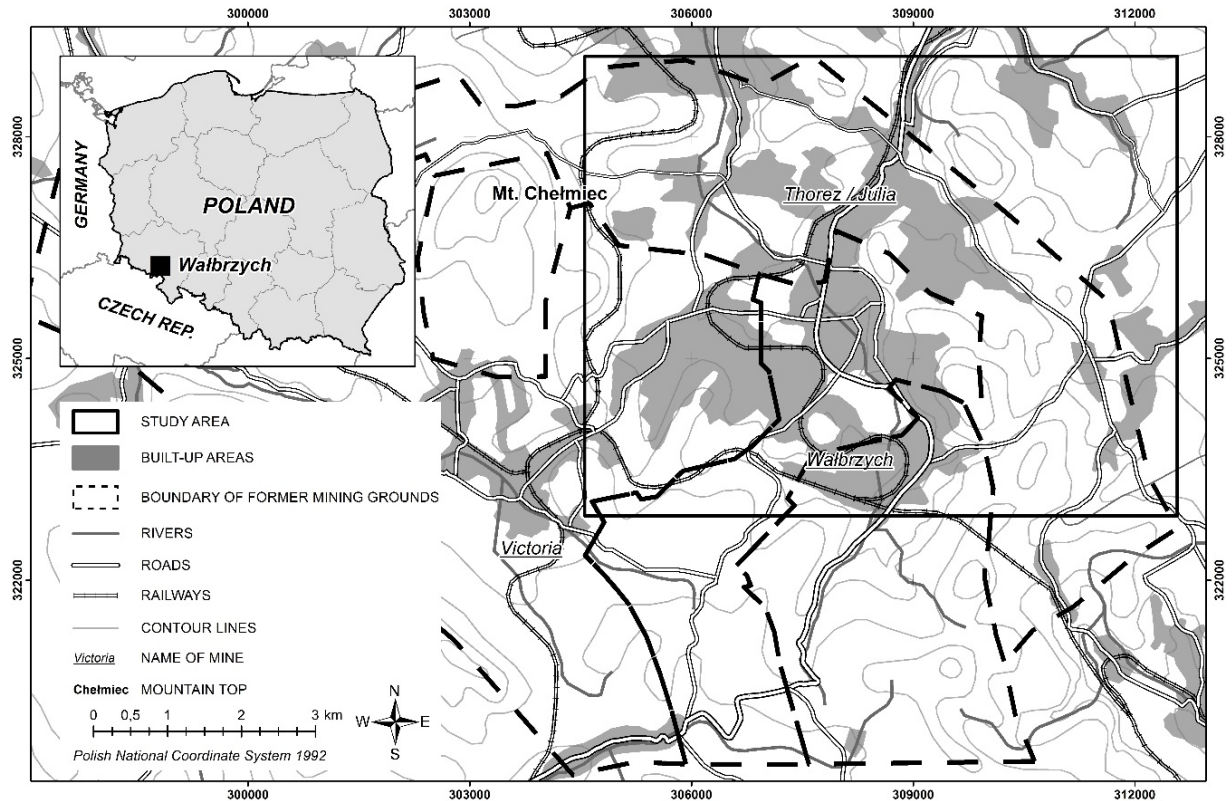 300000
303000
306000
309000
312000
328000
328000
GERMANY
POLAND
Wałbrzych
CZECH REP.
Mt. Chełmiec
Thorez / Julia
325000
325000
STUDY AREA
BUILT-UP AREAS
BOUNDARY OF FORMER MINING GROUNDS
RIVERS
ROADS
RAILWAYS
CONTOUR LINES
Victoria NAME OF MINE
Chełmiec MOUNTAIN TOP
0 0,5 1 2 3 km
N
W E
S
Polish National Coordinate System 1992
Wałbrzych
Victoria
322000
322000
300000
303000
306000
309000
312000